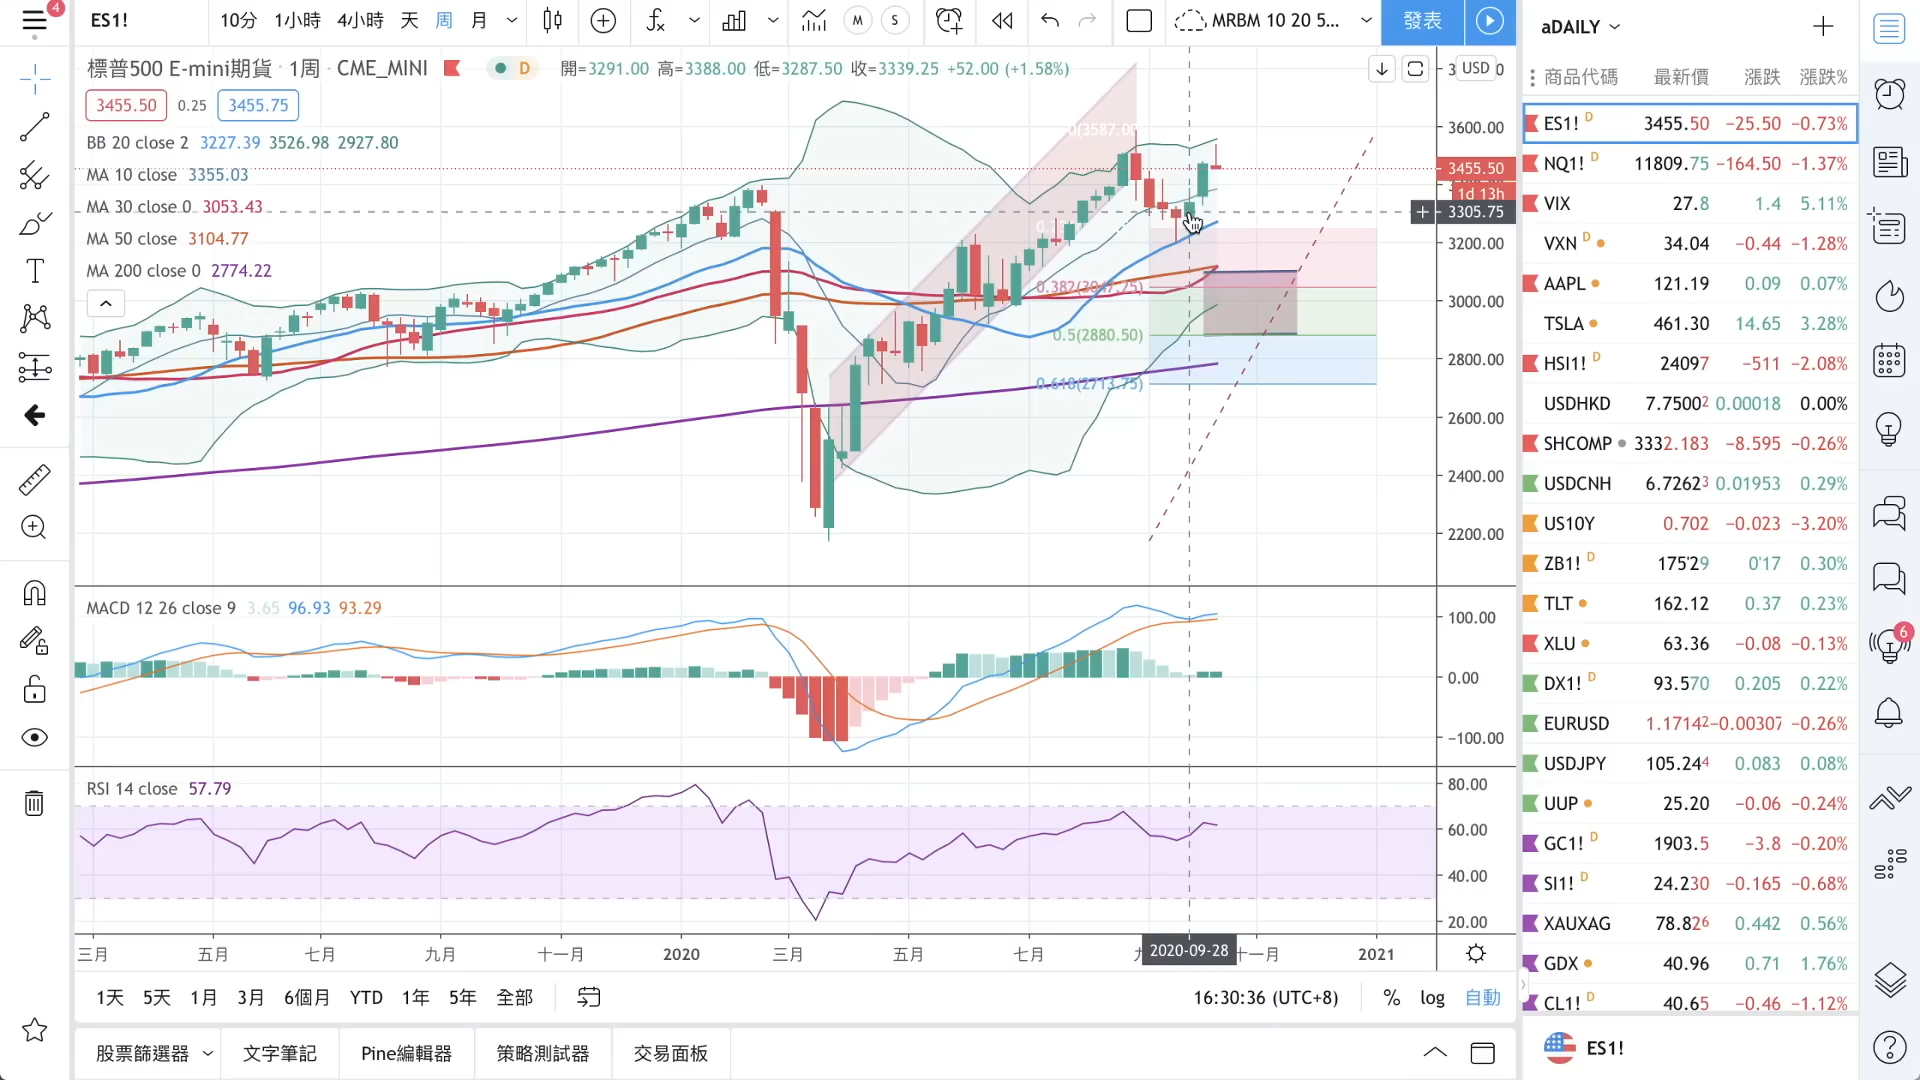 4
ES1!
10分 1小時 4小時 天 周 月
M S
MRBM 10 20 5...
發表
標普500 E-mini期貨 · 1周 · CME_MINI
D
開=3291.00 高=3388.00 低=3287.50 收=3339.25 +52.00 (+1.58%)
3455.50 0.25 3455.75
BB 20 close 2 3227.39 3526.98 2927.80
MA 10 close 3355.03
MA 30 close 0 3053.43
MA 50 close 3104.77
MA 200 close 0 2774.22
0(3587.00
0.382(3047.25)
0.5(2880.50)
0.618(2713.75)
USD
3600.00
3455.50
1d 13h
3305.75
3200.00
3000.00
2800.00
2600.00
2400.00
2200.00
MACD 12 26 close 9 3.65 96.93 93.29
100.00
0.00
−100.00
RSI 14 close 57.79
80.00
60.00
40.00
20.00
三月 五月 七月 九月 十一月 2020 三月 五月 七月 2020-09-28 十一月 2021
1天 5天 1月 3月 6個月 YTD 1年 5年 全部
16:30:36 (UTC+8) % log 自動
股票篩選器 文字筆記 Pine編輯器 策略測試器 交易面板
aDAILY
商品代碼 最新價 漲跌 漲跌%
ES1! D 3455.50 −25.50 −0.73%
NQ1! D 11809.75 −164.50 −1.37%
VIX 27.8 1.4 5.11%
VXN D 34.04 −0.44 −1.28%
AAPL 121.19 0.09 0.07%
TSLA 461.30 14.65 3.28%
HSI1! D 24097 −511 −2.08%
USDHKD 7.75002 0.00018 0.00%
SHCOMP 3332.183 −8.595 −0.26%
USDCNH 6.72623 0.01953 0.29%
US10Y 0.702 −0.023 −3.20%
ZB1! D 175'29 0'17 0.30%
TLT 162.12 0.37 0.23%
XLU 63.36 −0.08 −0.13%
DX1! D 93.570 0.205 0.22%
EURUSD 1.17142 −0.00307 −0.26%
USDJPY 105.244 0.083 0.08%
UUP 25.20 −0.06 −0.24%
GC1! D 1903.5 −3.8 −0.20%
SI1! D 24.230 −0.165 −0.68%
XAUXAG 78.826 0.442 0.56%
GDX 40.96 0.71 1.76%
CL1! D 40.65 −0.46 −1.12%
ES1!
6